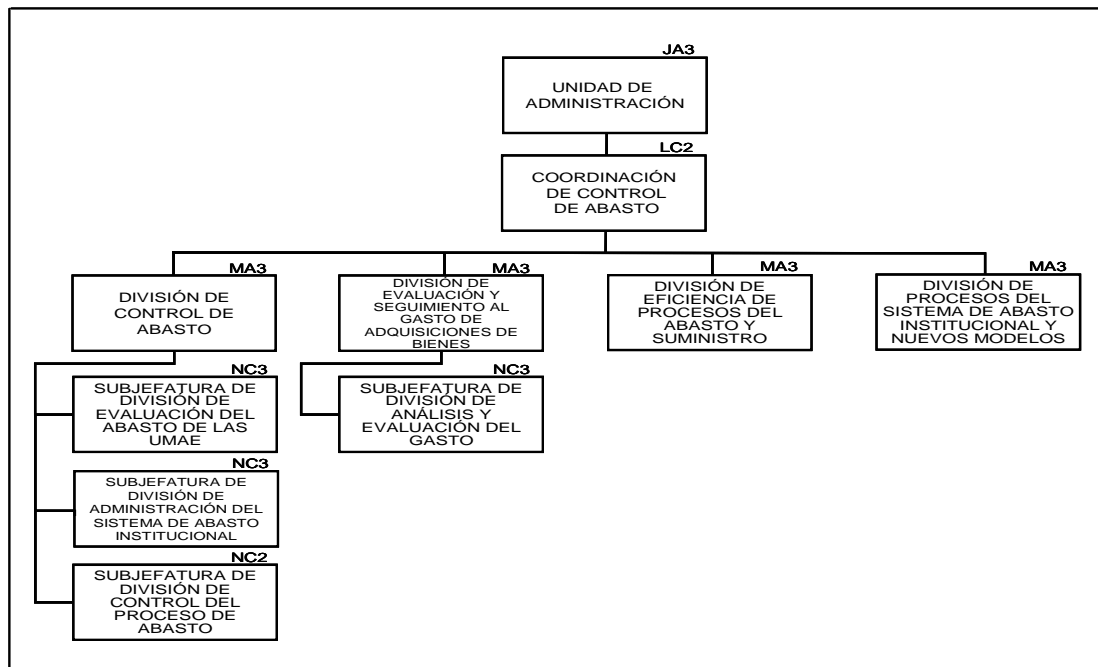 JA3
UNIDAD DE
ADMINISTRACIÓN
LC2
COORDINACIÓN
DE CONTROL
DE ABASTO
MA3
DIVISIÓN DE
CONTROL DE
ABASTO
MA3
DIVISIÓN DE
EVALUACIÓN Y
SEGUIMIENTO AL
GASTO DE
ADQUISICIONES DE
BIENES
MA3
DIVISIÓN DE
EFICIENCIA DE
PROCESOS DEL
ABASTO Y
SUMINISTRO
MA3
DIVISIÓN DE
PROCESOS DEL
SISTEMA DE ABASTO
INSTITUCIONAL Y
NUEVOS MODELOS
NC3
SUBJEFATURA DE
DIVISIÓN DE
EVALUACIÓN DEL
ABASTO DE LAS
UMAE
NC3
SUBJEFATURA DE
DIVISIÓN DE
ANÁLISIS Y
EVALUACIÓN DEL
GASTO
NC3
SUBJEFATURA DE
DIVISIÓN DE
ADMINISTRACIÓN DEL
SISTEMA DE ABASTO
INSTITUCIONAL
NC2
SUBJEFATURA DE
DIVISIÓN DE
CONTROL DEL
PROCESO DE
ABASTO